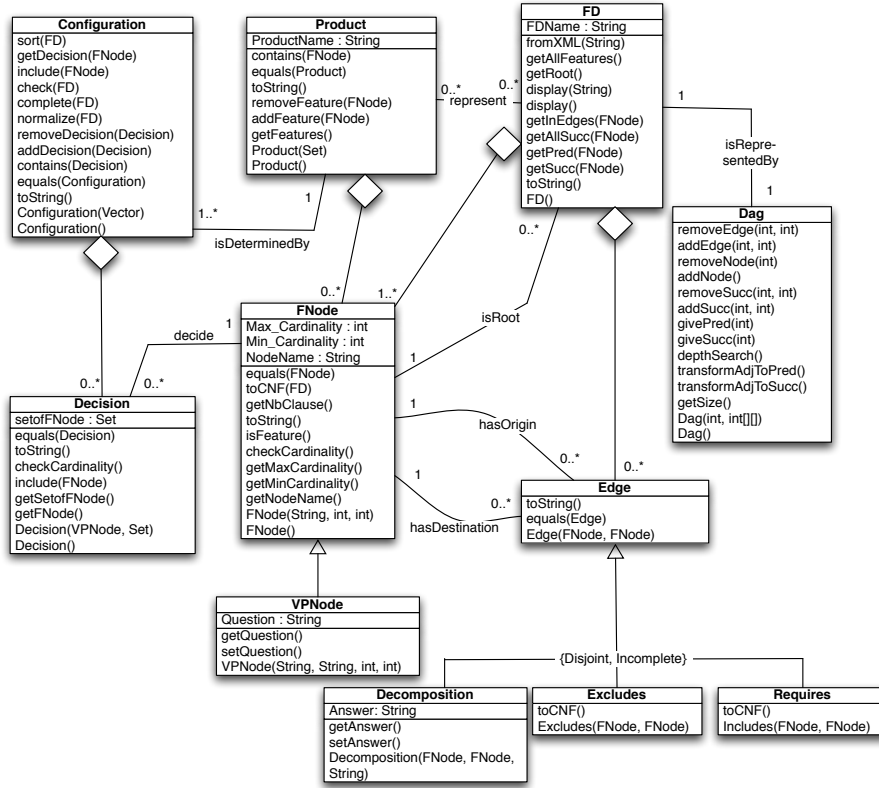 Configuration
sort(FD)
getDecision(FNode)
include(FNode)
check(FD)
complete(FD)
normalize(FD)
removeDecision(Decision)
addDecision(Decision)
contains(Decision)
equals(Configuration)
toString()
Configuration(Vector)
Configuration()
Product
ProductName : String
contains(FNode)
equals(Product)
toString()
removeFeature(FNode)
addFeature(FNode)
getFeatures()
Product(Set)
Product()
FD
FDName : String
fromXML(String)
getAllFeatures()
getRoot()
display(String)
display()
getInEdges(FNode)
getAllSucc(FNode)
getPred(FNode)
getSucc(FNode)
toString()
FD()
0..*
0..*
represent
1
isRepre-
sentedBy
1
1..*
1
isDeterminedBy
0..*
Dag
removeEdge(int, int)
addEdge(int, int)
removeNode(int)
addNode()
removeSucc(int, int)
addSucc(int, int)
givePred(int)
giveSucc(int)
depthSearch()
transformAdjToPred()
transformAdjToSucc()
getSize()
Dag(int, int[][])
Dag()
0..*
1..*
isRoot
1
FNode
Max_Cardinality : int
Min_Cardinality : int
NodeName : String
equals(FNode)
toCNF(FD)
getNbClause()
toString()
isFeature()
checkCardinality()
getMaxCardinality()
getMinCardinality()
getNodeName()
FNode(String, int, int)
FNode()
decide
1
0..*
0..*
Decision
setofFNode : Set
equals(Decision)
toString()
checkCardinality()
include(FNode)
getSetofFNode()
getFNode()
Decision(VPNode, Set)
Decision()
1
hasOrigin
0..*
0..*
1
0..*
hasDestination
Edge
toString()
equals(Edge)
Edge(FNode, FNode)
VPNode
Question : String
getQuestion()
setQuestion()
VPNode(String, String, int, int)
{Disjoint, Incomplete}
Decomposition
Answer: String
getAnswer()
setAnswer()
Decomposition(FNode, FNode,
String)
Excludes
toCNF()
Excludes(FNode, FNode)
Requires
toCNF()
Includes(FNode, FNode)